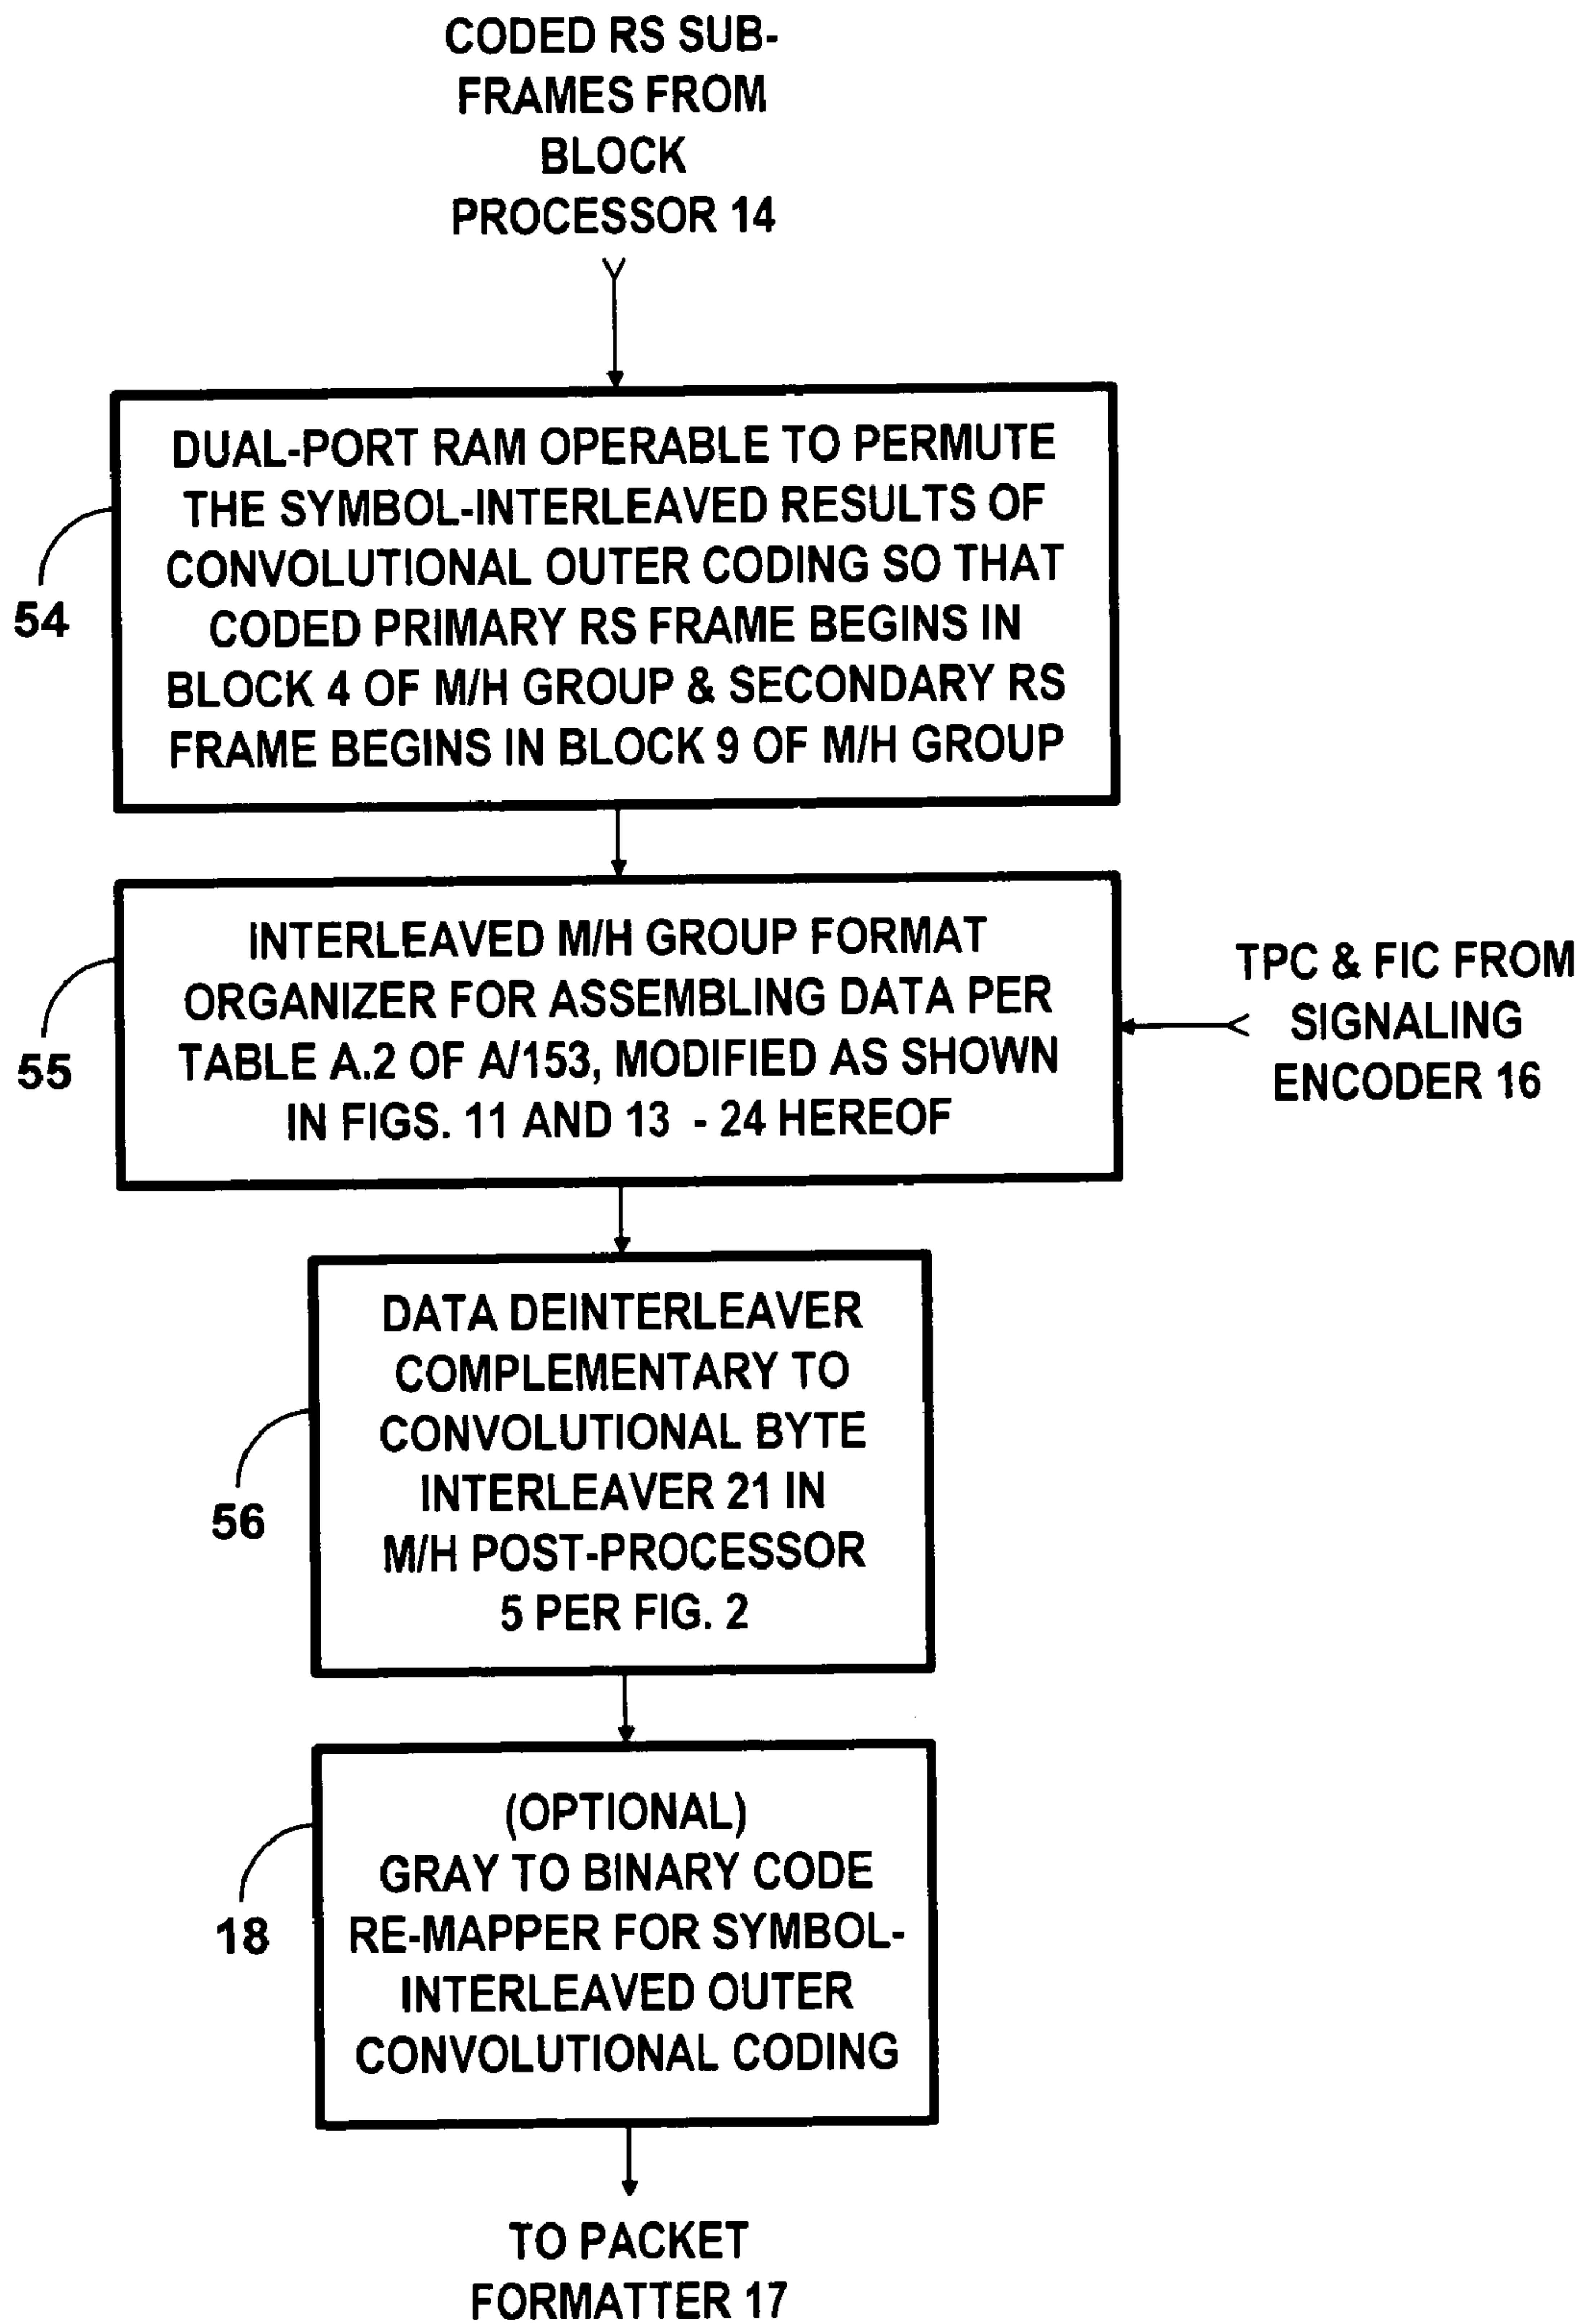 CODED RS SUB-
FRAMES FROM
BLOCK
PROCESSOR 14
DUAL-PORT RAM OPERABLE TO PERMUTE
THE SYMBOL-INTERLEAVED RESULTS OF
CONVOLUTIONAL OUTER CODING SO THAT
CODED PRIMARY RS FRAME BEGINS IN
BLOCK 4 OF M/H GROUP & SECONDARY RS
FRAME BEGINS IN BLOCK 9 OF M/H GROUP
54
INTERLEAVED M/H GROUP FORMAT
ORGANIZER FOR ASSEMBLING DATA PER
TABLE A.2 OF A/153, MODIFIED AS SHOWN
IN FIGS. 11 AND 13 - 24 HEREOF
55
TPC & FIC FROM
SIGNALING
ENCODER 16
DATA DEINTERLEAVER
COMPLEMENTARY TO
CONVOLUTIONAL BYTE
INTERLEAVER 21 IN
M/H POST-PROCESSOR
5 PER FIG. 2
56
(OPTIONAL)
GRAY TO BINARY CODE
RE-MAPPER FOR SYMBOL-
INTERLEAVED OUTER
CONVOLUTIONAL CODING
18
TO PACKET
FORMATTER 17